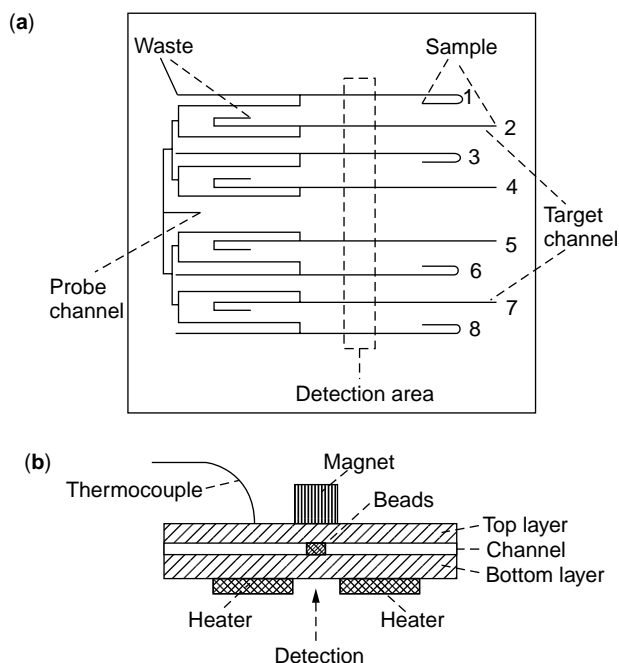 (a)
Waste
Sample
1
2
3
4
5
6
7
8
Target
channel
Probe
channel
Detection area
(b)
Magnet
Thermocouple
Beads
Top layer
Channel
Bottom layer
Heater
Heater
Detection